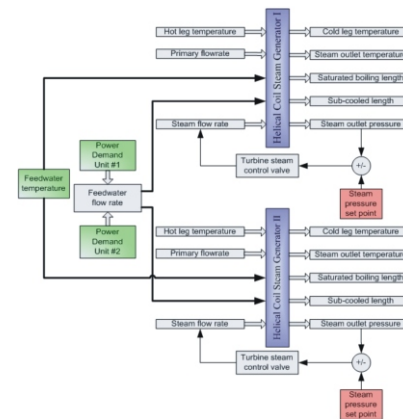 Hot leg temperature
Primary flowrate
Steam flow rate
Helical Coil Steam Generator I
Cold leg temperature
Steam outlet temperature
Saturated boiling length
Sub-cooled length
Steam outlet pressure
Turbine steam
control valve
+/-
Steam
pressure
set point
Feedwater
temperature
Power
Demand
Unit #1
Feedwater
flow rate
Power
Demand
Unit #2
Hot leg temperature
Primary flowrate
Steam flow rate
Helical Coil Steam Generator II
Cold leg temperature
Steam outlet temperature
Saturated boiling length
Sub-cooled length
Steam outlet pressure
Turbine steam
control valve
+/-
Steam
pressure
set point